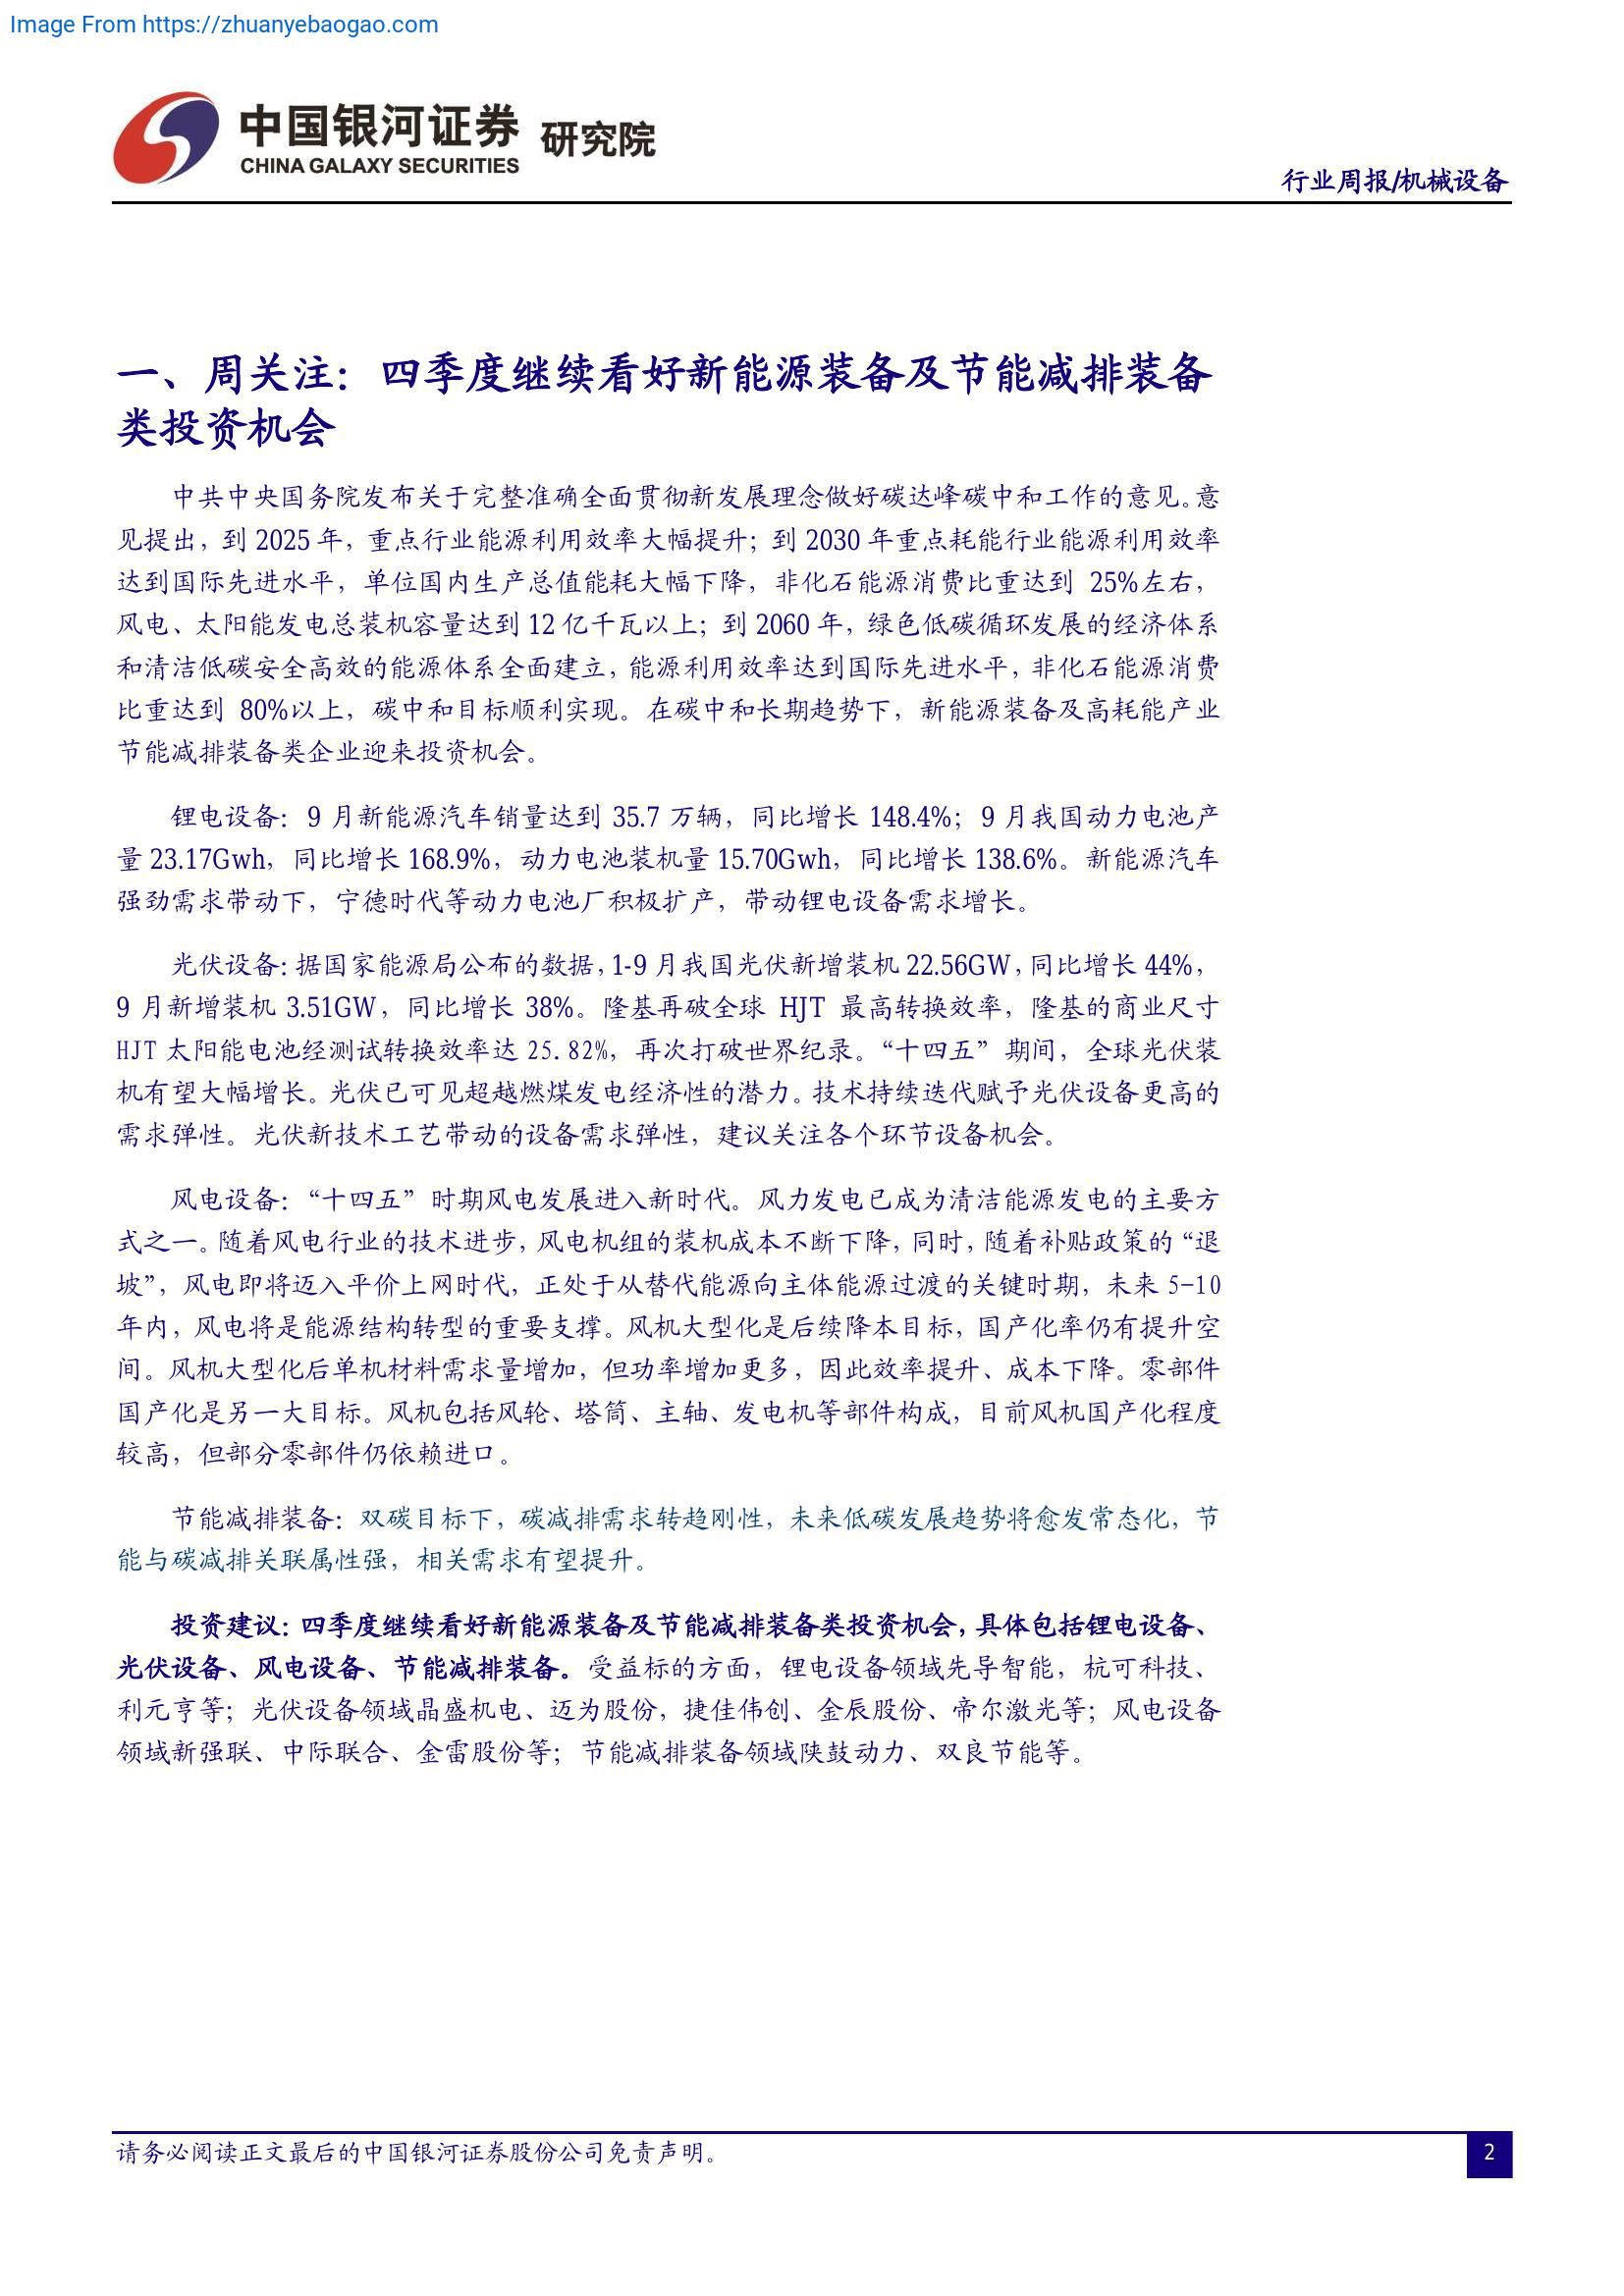 Image From https://zhuanyebaogao.com
中国银河证券 研究院
CHINA GALAXY SECURITIES
行业周报/机械设备
一、周关注：四季度继续看好新能源装备及节能减排装备
类投资机会
中共中央国务院发布关于完整准确全面贯彻新发展理念做好碳达峰碳中和工作的意见。意
见提出，到 2025 年，重点行业能源利用效率大幅提升；到 2030 年重点耗能行业能源利用效率
达到国际先进水平，单位国内生产总值能耗大幅下降，非化石能源消费比重达到 25%左右，
风电、太阳能发电总装机容量达到 12 亿千瓦以上；到 2060 年，绿色低碳循环发展的经济体系
和清洁低碳安全高效的能源体系全面建立，能源利用效率达到国际先进水平，非化石能源消费
比重达到 80%以上，碳中和目标顺利实现。在碳中和长期趋势下，新能源装备及高耗能产业
节能减排装备类企业迎来投资机会。
锂电设备：9 月新能源汽车销量达到 35.7 万辆，同比增长 148.4%；9 月我国动力电池产
量 23.17Gwh，同比增长 168.9%，动力电池装机量 15.70Gwh，同比增长 138.6%。新能源汽车
强劲需求带动下，宁德时代等动力电池厂积极扩产，带动锂电设备需求增长。
光伏设备：据国家能源局公布的数据，1-9 月我国光伏新增装机 22.56GW，同比增长 44%，
9 月新增装机 3.51GW，同比增长 38%。隆基再破全球 HJT 最高转换效率，隆基的商业尺寸
HJT 太阳能电池经测试转换效率达 25.82%，再次打破世界纪录。“十四五”期间，全球光伏装
机有望大幅增长。光伏已可见超越燃煤发电经济性的潜力。技术持续迭代赋予光伏设备更高的
需求弹性。光伏新技术工艺带动的设备需求弹性，建议关注各个环节设备机会。
风电设备：“十四五”时期风电发展进入新时代。风力发电已成为清洁能源发电的主要方
式之一。随着风电行业的技术进步，风电机组的装机成本不断下降，同时，随着补贴政策的“退
坡”，风电即将迈入平价上网时代，正处于从替代能源向主体能源过渡的关键时期，未来 5-10
年内，风电将是能源结构转型的重要支撑。风机大型化是后续降本目标，国产化率仍有提升空
间。风机大型化后单机材料需求量增加，但功率增加更多，因此效率提升、成本下降。零部件
国产化是另一大目标。风机包括风轮、塔筒、主轴、发电机等部件构成，目前风机国产化程度
较高，但部分零部件仍依赖进口。
节能减排装备：双碳目标下，碳减排需求转趋刚性，未来低碳发展趋势将愈发常态化，节
能与碳减排关联属性强，相关需求有望提升。
投资建议：四季度继续看好新能源装备及节能减排装备类投资机会，具体包括锂电设备、
光伏设备、风电设备、节能减排装备。受益标的方面，锂电设备领域先导智能，杭可科技、
利元亨等；光伏设备领域晶盛机电、迈为股份，捷佳伟创、金辰股份、帝尔激光等；风电设备
领域新强联、中际联合、金雷股份等；节能减排装备领域陕鼓动力、双良节能等。
请务必阅读正文最后的中国银河证券股份公司免责声明。
2